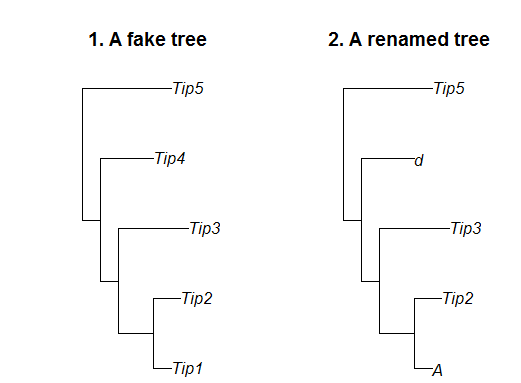 1. A fake tree
Tip5
Tip4
Tip3
Tip2
Tip1
2. A renamed tree
Tip5
d
Tip3
Tip2
A